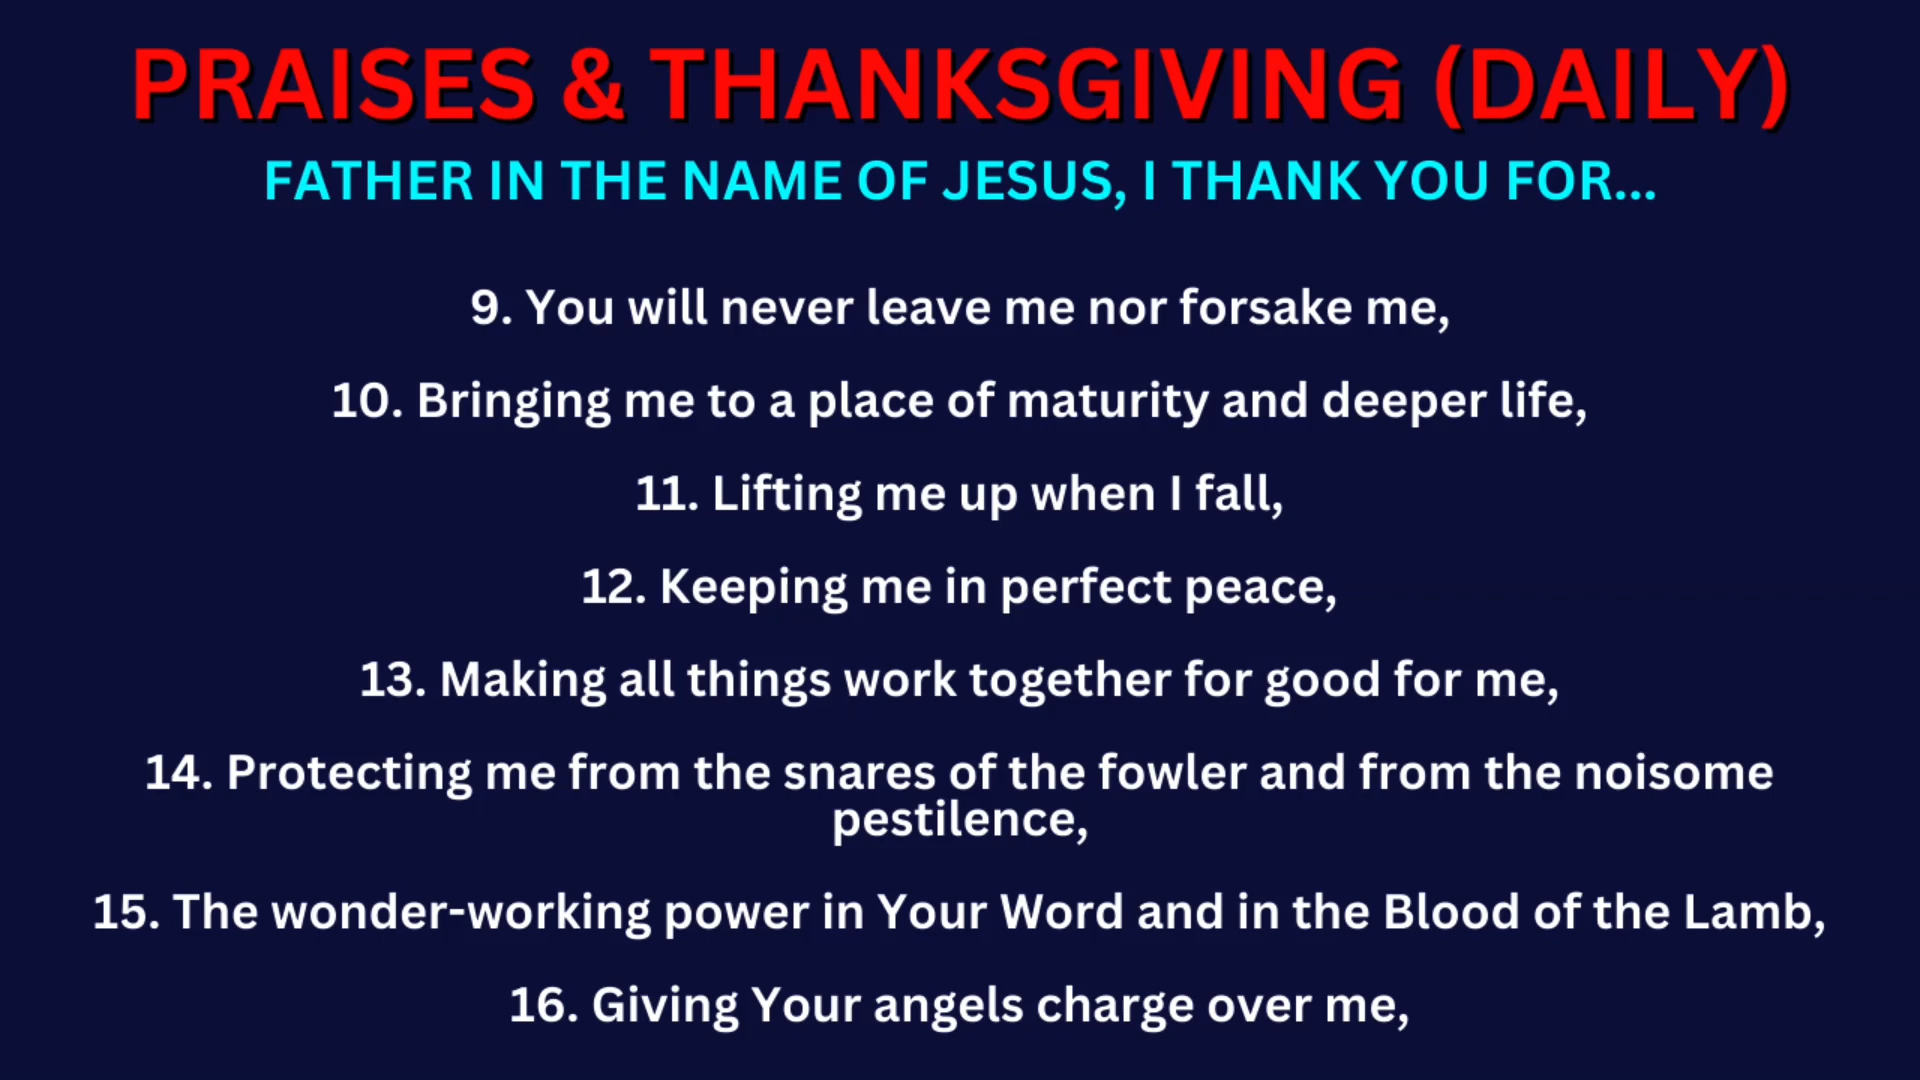 PRAISES & THANKSGIVING (DAILY)
FATHER IN THE NAME OF JESUS, I THANK YOU FOR...
9. You will never leave me nor forsake me,
10. Bringing me to a place of maturity and deeper life,
11. Lifting me up when I fall,
12. Keeping me in perfect peace,
13. Making all things work together for good for me,
14. Protecting me from the snares of the fowler and from the noisome
pestilence,
15. The wonder-working power in Your Word and in the Blood of the Lamb,
16. Giving Your angels charge over me,